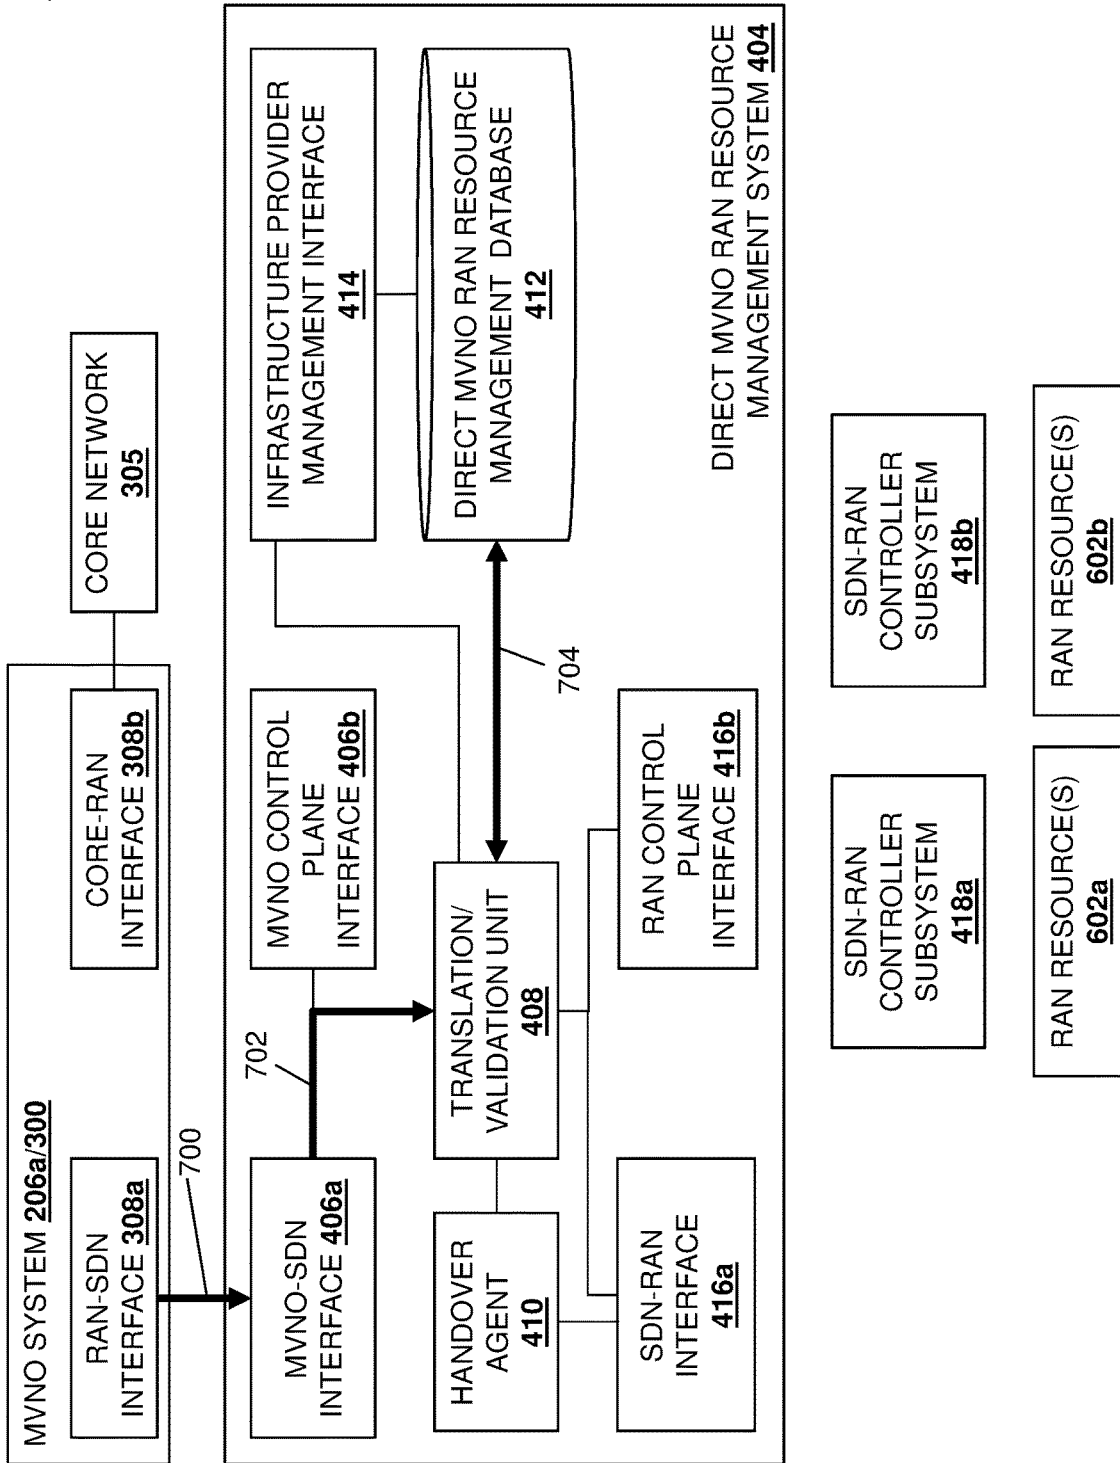 MVNO SYSTEM 206a/300
RAN-SDN
INTERFACE 308a
CORE-RAN
INTERFACE 308b
CORE NETWORK
305
700
MVNO-SDN
INTERFACE 406a
702
MVNO CONTROL
PLANE
INTERFACE 406b
INFRASTRUCTURE PROVIDER
MANAGEMENT INTERFACE
414
HANDOVER
AGENT
410
TRANSLATION/
VALIDATION UNIT
408
704
DIRECT MVNO RAN RESOURCE
MANAGEMENT DATABASE
412
SDN-RAN
INTERFACE
416a
RAN CONTROL
PLANE
INTERFACE 416b
DIRECT MVNO RAN RESOURCE
MANAGEMENT SYSTEM 404
SDN-RAN
CONTROLLER
SUBSYSTEM
418a
SDN-RAN
CONTROLLER
SUBSYSTEM
418b
RAN RESOURCE(S)
602a
RAN RESOURCE(S)
602b